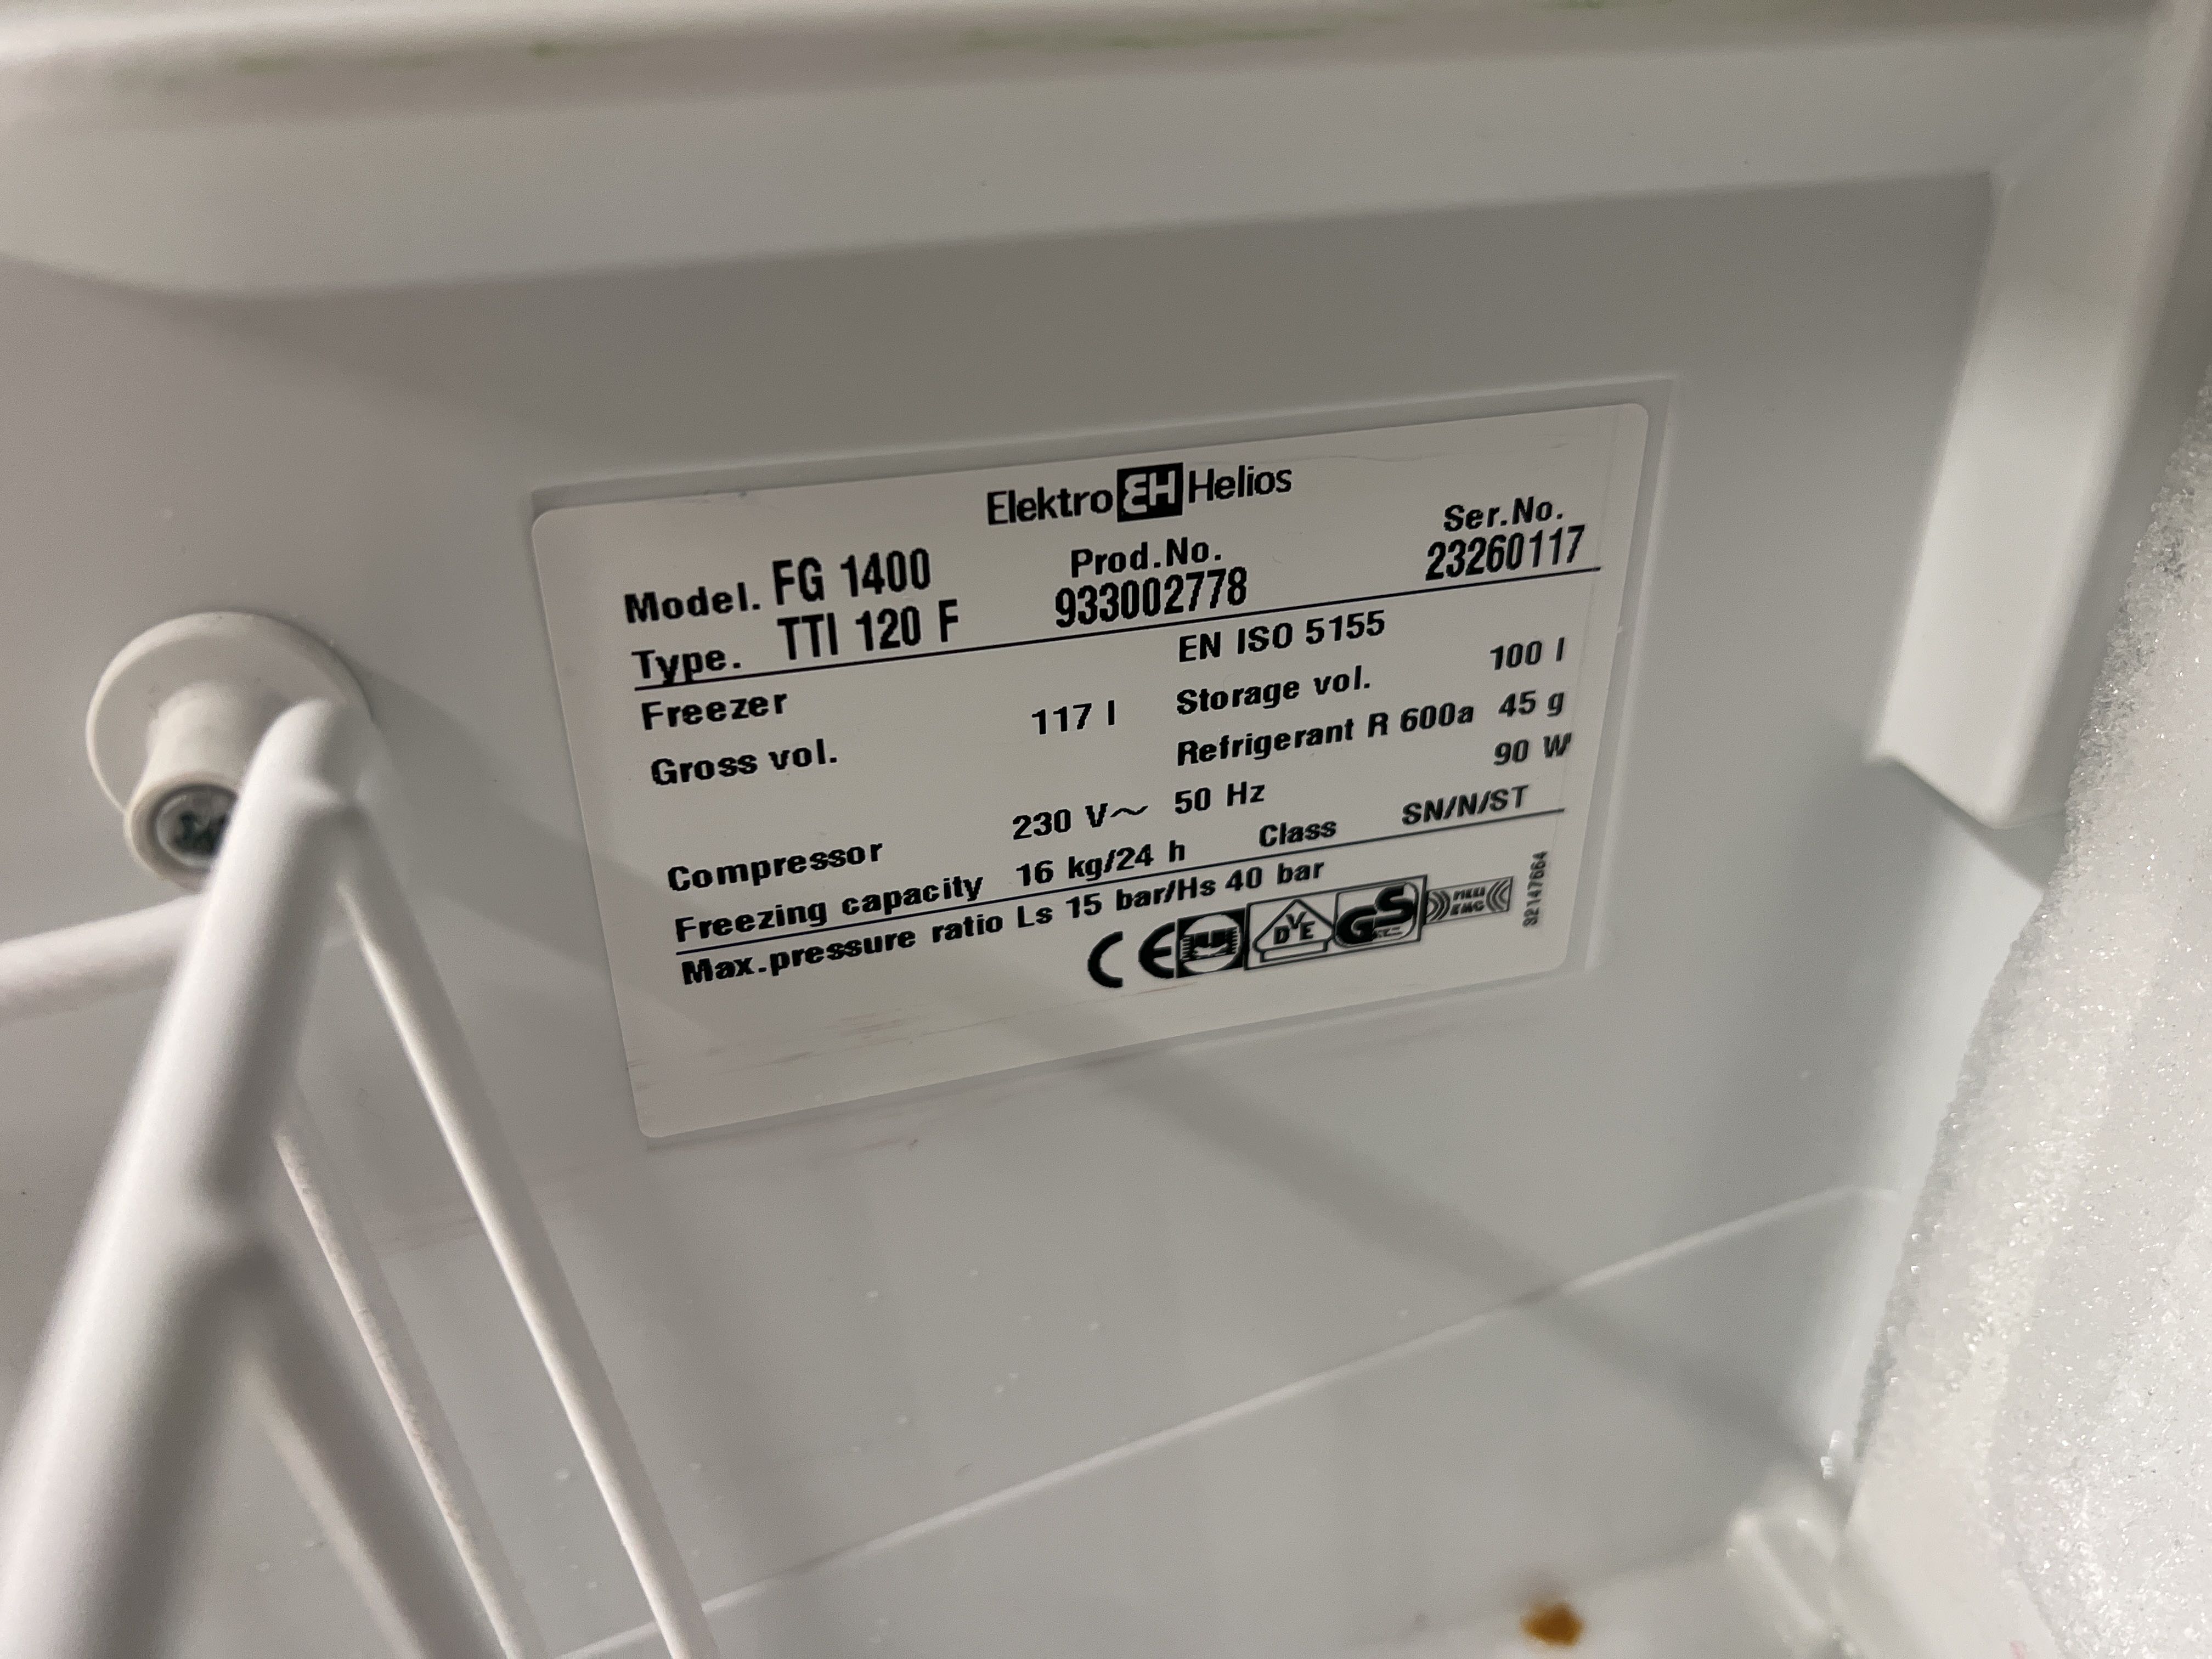 Elektro EH Helios
Model. FG 1400 Prod.No. Ser.No.
Type. TTI 120 F 933002778 23260117
Freezer EN ISO 5155
Gross vol. 117 l Storage vol. 100 l
Refrigerant R 600a 45 g
Compressor 230 V~ 50 Hz 90 W
Freezing capacity 16 kg/24 h Class SN/N/ST
Max.pressure ratio Ls 15 bar/Hs 40 bar
CE DVE GS
EMC
32147664